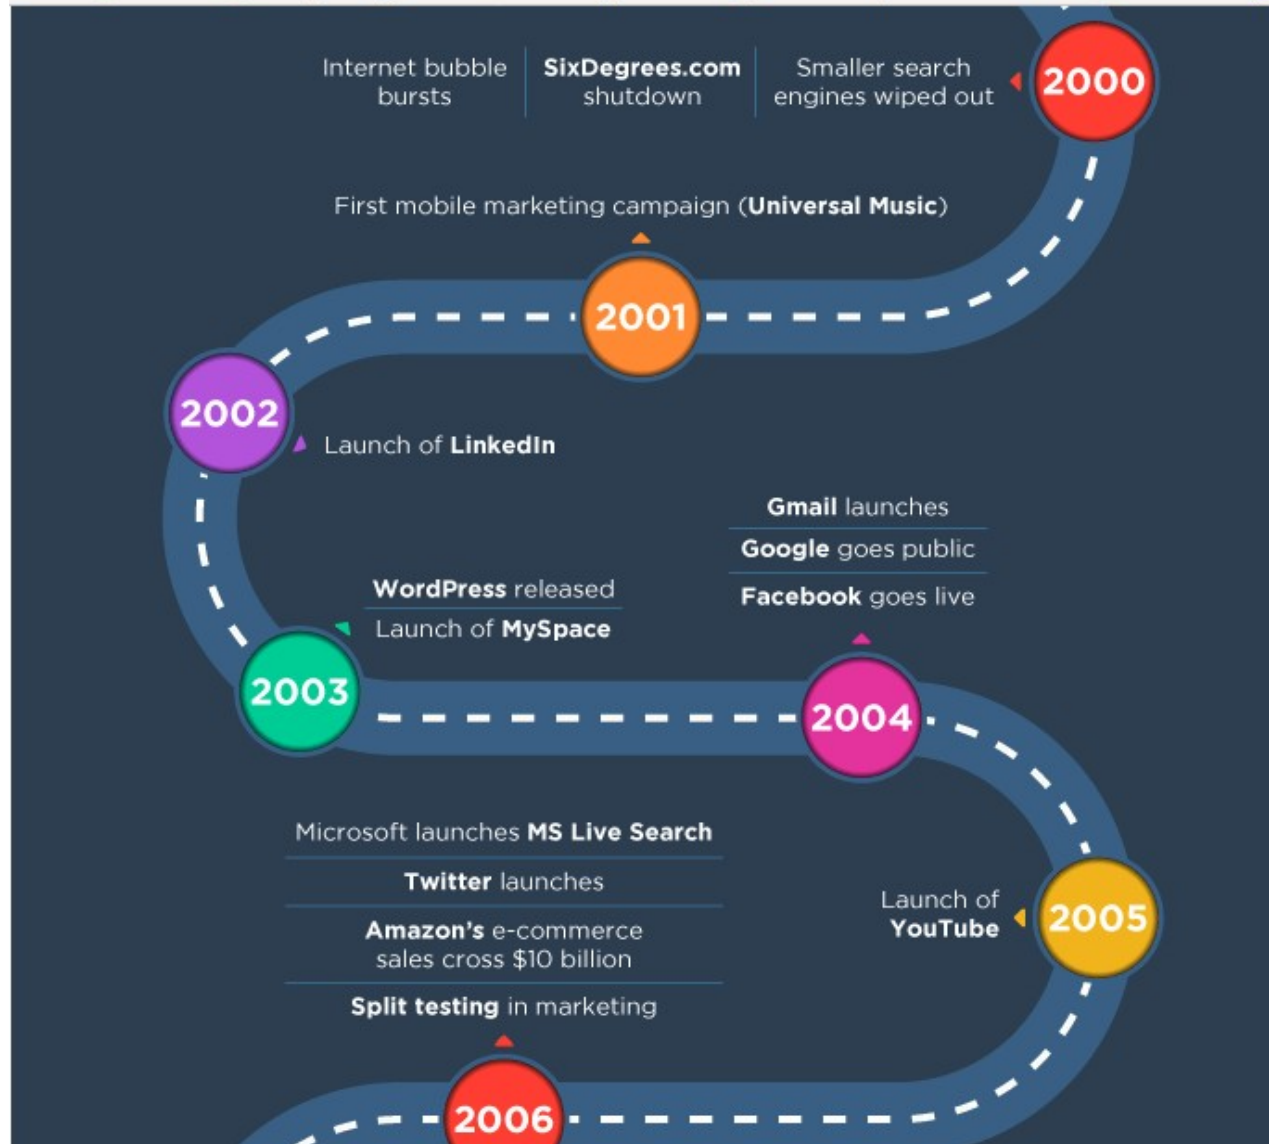 Internet bubble
bursts
SixDegrees.com
shutdown
Smaller search
engines wiped out
2000
First mobile marketing campaign (Universal Music)
2001
2002
Launch of LinkedIn
Gmail launches
Google goes public
Facebook goes live
WordPress released
Launch of MySpace
2003
2004
Microsoft launches MS Live Search
Twitter launches
Amazon’s e-commerce
sales cross $10 billion
Split testing in marketing
Launch of
YouTube
2005
2006